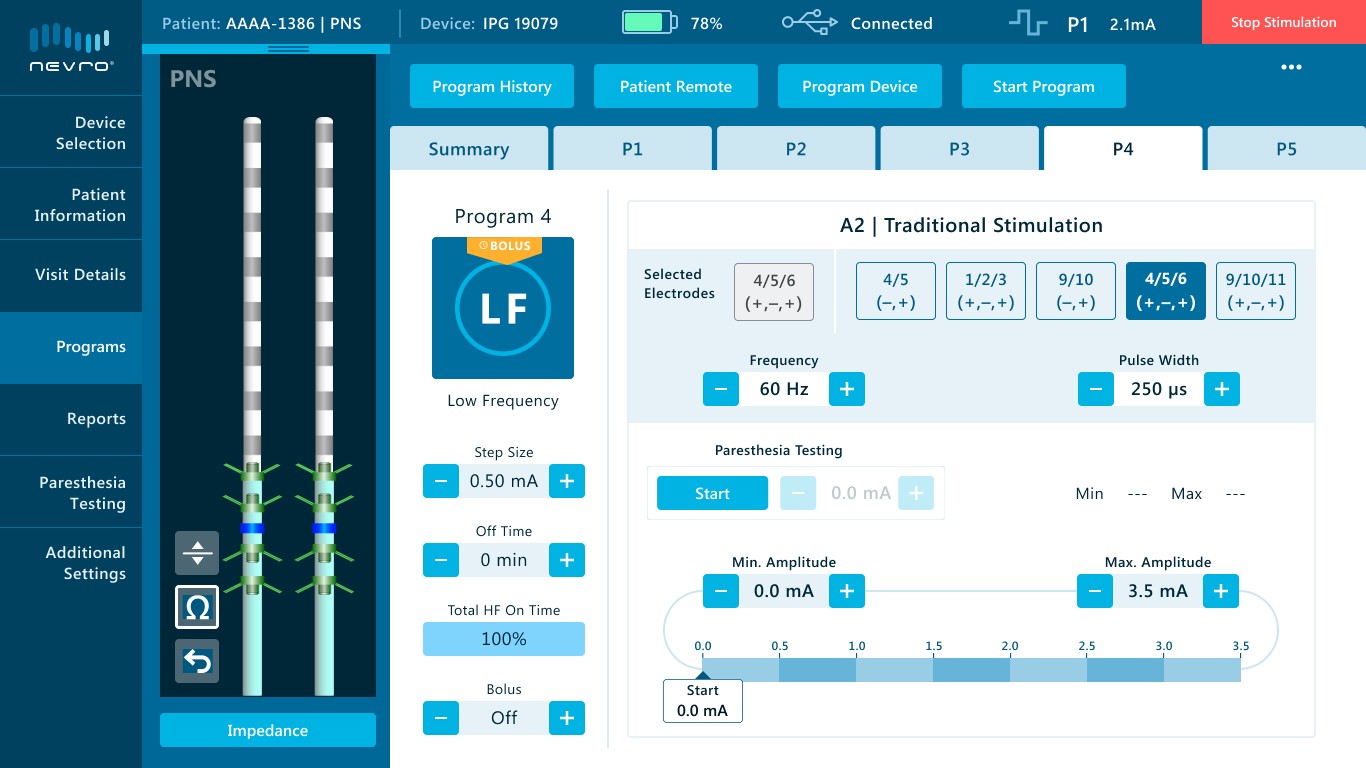 nevro®
Patient: AAAA-1386 | PNS
Device: IPG 19079
78%
Connected
P1
2.1mA
Stop Stimulation
Device
Selection
Patient
Information
Visit Details
Programs
Reports
Paresthesia
Testing
Additional
Settings
PNS
Ω
Impedance
Program History
Patient Remote
Program Device
Start Program
...
Summary
P1
P2
P3
P4
P5
Program 4
BOLUS
LF
Low Frequency
Step Size
− 0.50 mA +
Off Time
− 0 min +
Total HF On Time
100%
Bolus
− Off +
A2 | Traditional Stimulation
Selected
Electrodes
4/5/6
(+,−,+)
4/5
(−,+)
1/2/3
(+,−,+)
9/10
(−,+)
4/5/6
(+,−,+)
9/10/11
(+,−,+)
Frequency
− 60 Hz +
Pulse Width
− 250 µs +
Paresthesia Testing
Start
− 0.0 mA +
Min --- Max ---
Min. Amplitude
− 0.0 mA +
Max. Amplitude
− 3.5 mA +
0.0 0.5 1.0 1.5 2.0 2.5 3.0 3.5
Start
0.0 mA